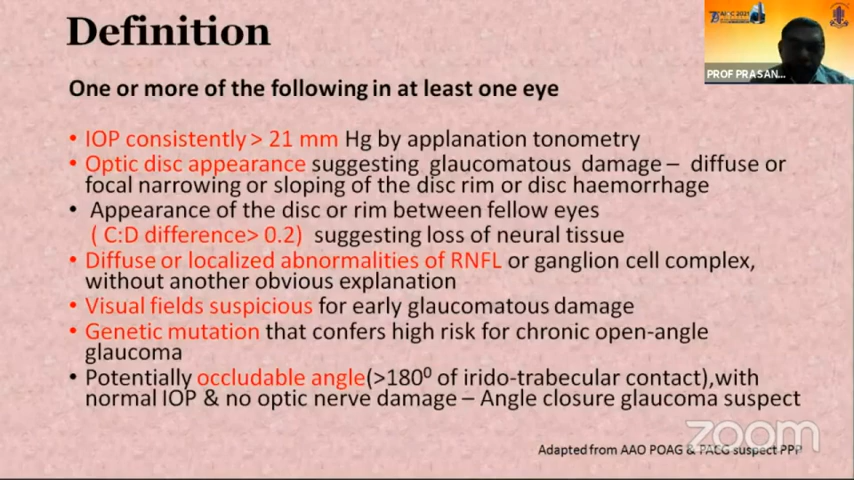 Definition
One or more of the following in at least one eye
• IOP consistently > 21 mm Hg by applanation tonometry
• Optic disc appearance suggesting glaucomatous damage – diffuse or
focal narrowing or sloping of the disc rim or disc haemorrhage
• Appearance of the disc or rim between fellow eyes
( C:D difference> 0.2) suggesting loss of neural tissue
• Diffuse or localized abnormalities of RNFL or ganglion cell complex,
without another obvious explanation
• Visual fields suspicious for early glaucomatous damage
• Genetic mutation that confers high risk for chronic open-angle
glaucoma
• Potentially occludable angle(>180⁰ of irido-trabecular contact),with
normal IOP & no optic nerve damage – Angle closure glaucoma suspect
Adapted from AAO POAG & PACG suspect PPP
zoom
PROF PRASAN...